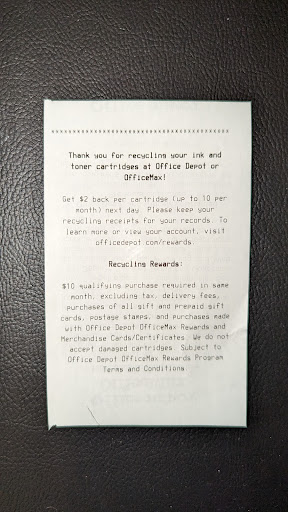 xxxxxxxxxxxxxxxxxxxxxxxxxxxxxxxxxxxxxxxx
Thank you for recycling your ink and
toner cartridges at Office Depot or
OfficeMax!
Get $2 back per cartridge (up to 10 per
month) next day. Please keep your
recycling receipts for your records. To
learn more or view your account, visit
officedepot.com/rewards.
Recycling Rewards:
$10 qualifying purchase required in same
month, excluding tax, delivery fees,
purchases of all gift and prepaid gift
cards, postage stamps, and purchases made
with Office Depot OfficeMax Rewards and
Merchandise Cards/Certificates. We do not
accept damaged cartridges. Subject to
Office Depot OfficeMax Rewards Program
Terms and Conditions.